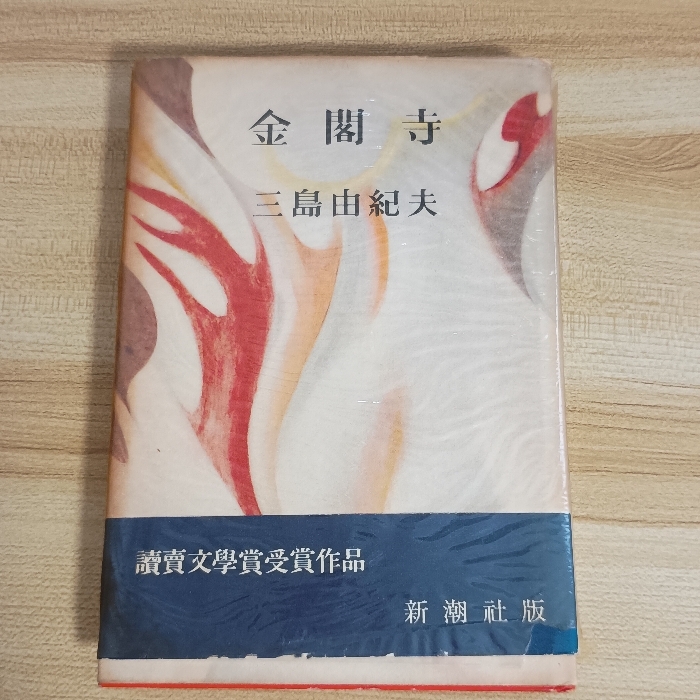 金閣寺
三島由紀夫
讀賣文學賞受賞作品
新潮社版